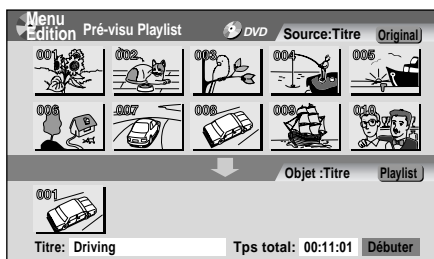 Menu
Edition Pré-visu Playlist DVD Source:Titre Original
001 002 003 004 005
006 007 008 009 010
Objet :Titre Playlist
001
Titre: Driving Tps total: 00:11:01 Débuter